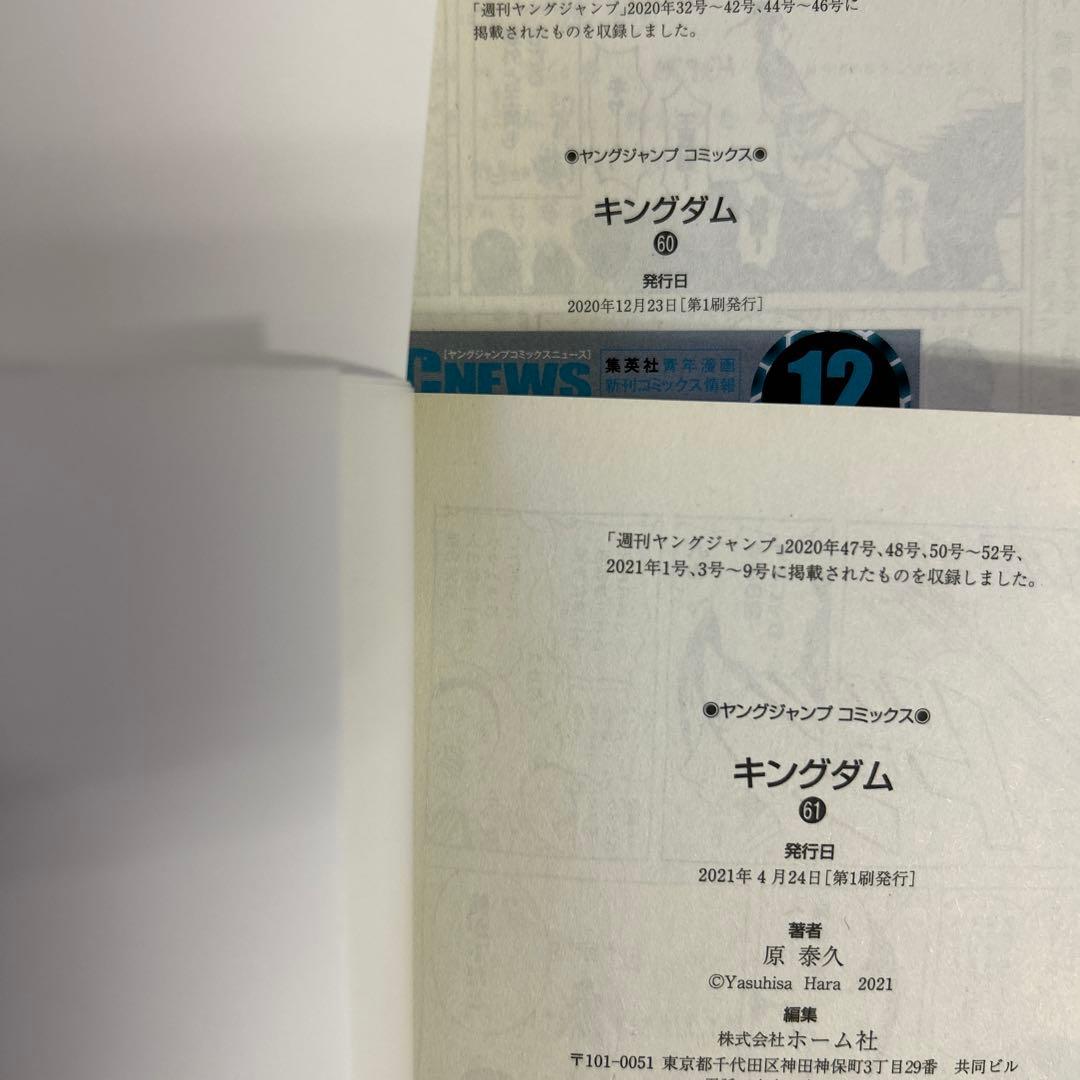 「週刊ヤングジャンプ」2020年32号～42号、44号～46号に
掲載されたものを収録しました。
◉ヤングジャンプ コミックス◉
キングダム
60
発行日
2020年12月23日［第1刷発行］
［ヤングジャンプコミックスニュース］
CNEWS
集英社 青年漫画
新刊コミックス情報
12
「週刊ヤングジャンプ」2020年47号、48号、50号～52号、
2021年1号、3号～9号に掲載されたものを収録しました。
◉ヤングジャンプ コミックス◉
キングダム
61
発行日
2021年 4 月24日［第1刷発行］
著者
原 泰久
©Yasuhisa Hara 2021
編集
株式会社ホーム社
〒101-0051 東京都千代田区神田神保町3丁目29番 共同ビル